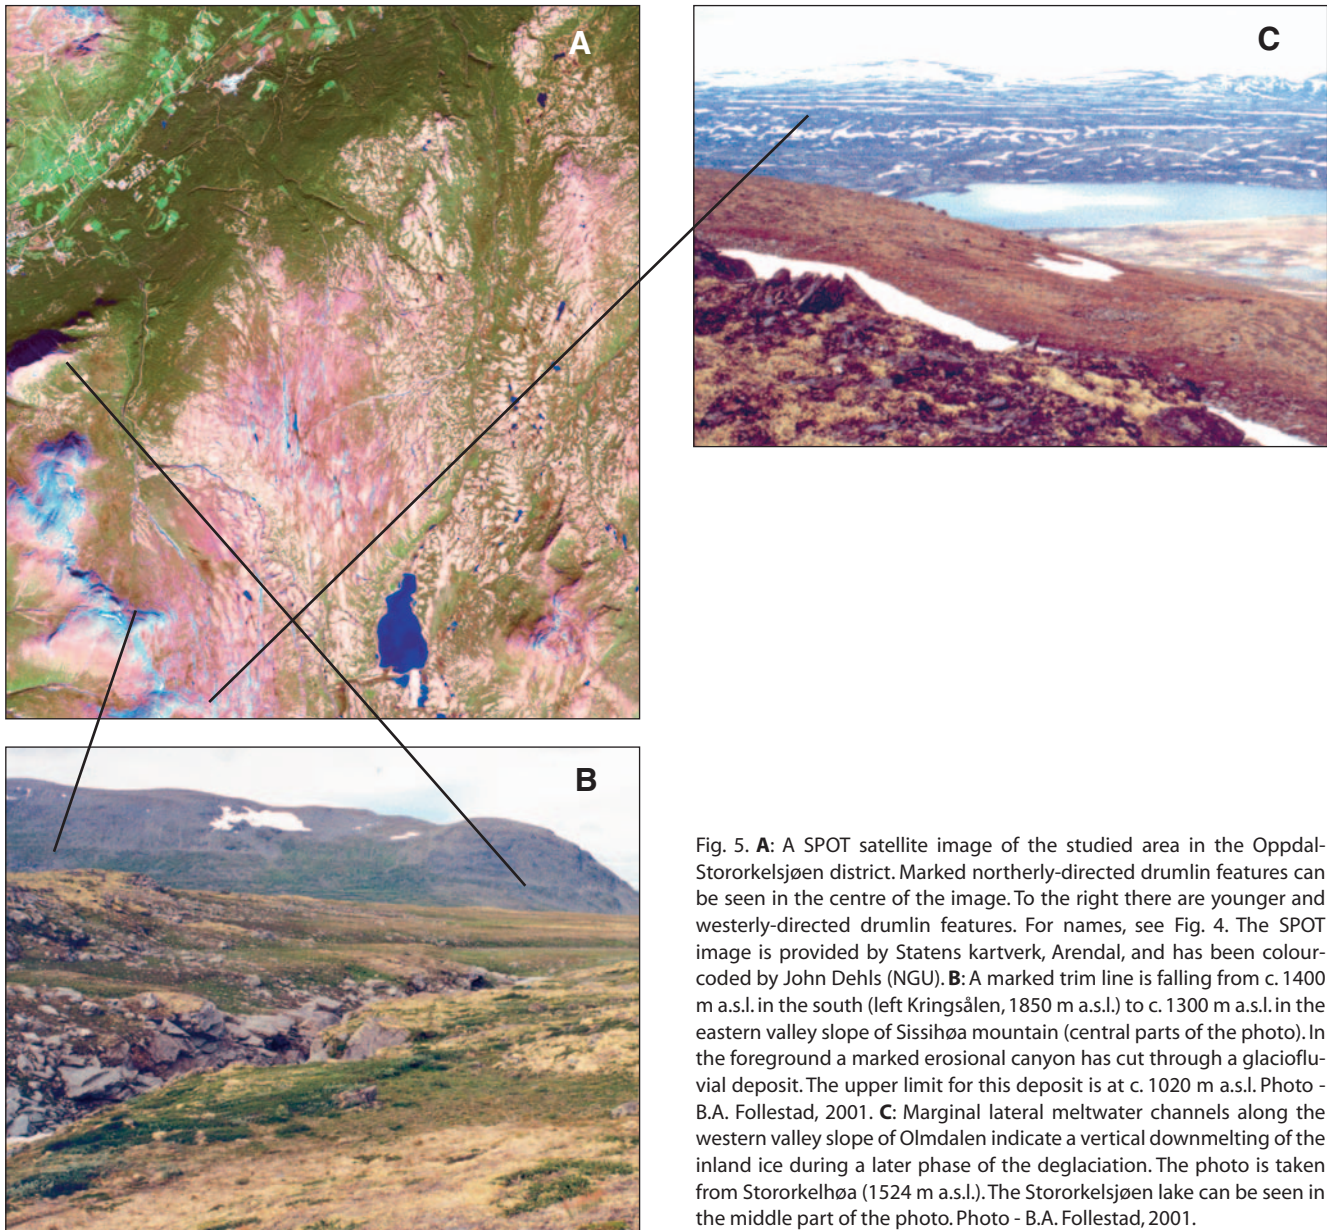 A
C
B
Fig. 5. A: A SPOT satellite image of the studied area in the Oppdal-
Stororkelsjøen district. Marked northerly-directed drumlin features can
be seen in the centre of the image. To the right there are younger and
westerly-directed drumlin features. For names, see Fig. 4. The SPOT
image is provided by Statens kartverk, Arendal, and has been colour-
coded by John Dehls (NGU). B: A marked trim line is falling from c. 1400
m a.s.l. in the south (left Kringsålen, 1850 m a.s.l.) to c. 1300 m a.s.l. in the
eastern valley slope of Sissihøa mountain (central parts of the photo). In
the foreground a marked erosional canyon has cut through a glacioflu-
vial deposit. The upper limit for this deposit is at c. 1020 m a.s.l. Photo -
B.A. Follestad, 2001. C: Marginal lateral meltwater channels along the
western valley slope of Olmdalen indicate a vertical downmelting of the
inland ice during a later phase of the deglaciation. The photo is taken
from Stororkelhøa (1524 m a.s.l.). The Stororkelsjøen lake can be seen in
the middle part of the photo. Photo - B.A. Follestad, 2001.